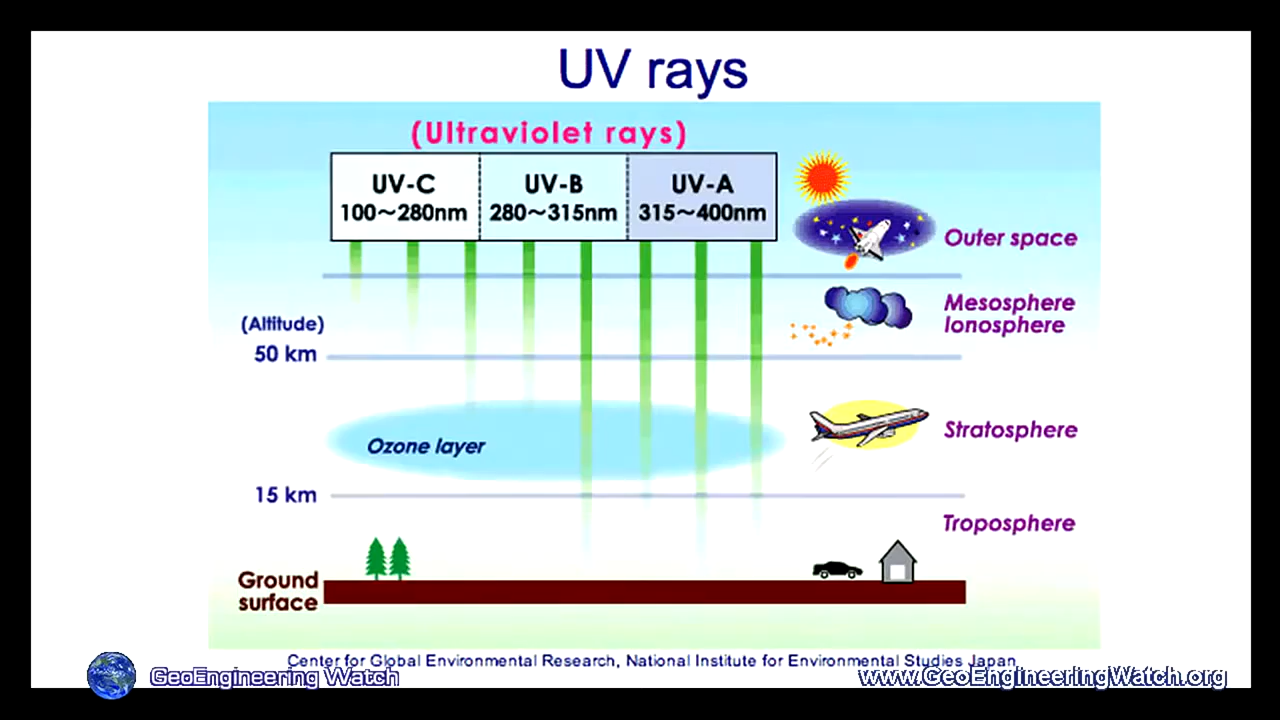 UV rays
(Ultraviolet rays)
UV-C
100~280nm
UV-B
280~315nm
UV-A
315~400nm
Outer space
Mesosphere
Ionosphere
(Altitude)
50 km
Stratosphere
Ozone layer
15 km
Troposphere
Ground
surface
Center for Global Environmental Research, National Institute for Environmental Studies Japan
GeoEngineering Watch
www.GeoEngineeringWatch.org